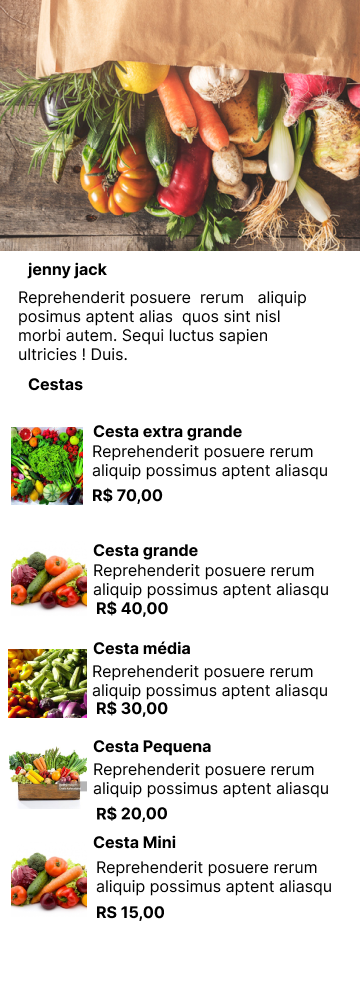 jenny jack
Reprehenderit posuere rerum aliquip
posimus aptent alias quos sint nisl
morbi autem. Sequi luctus sapien
ultricies ! Duis.
Cestas
Cesta extra grande
Reprehenderit posuere rerum
aliquip possimus aptent aliasqu
R$ 70,00
Cesta grande
Reprehenderit posuere rerum
aliquip possimus aptent aliasqu
R$ 40,00
Cesta média
Reprehenderit posuere rerum
aliquip possimus aptent aliasqu
R$ 30,00
Cesta Pequena
Reprehenderit posuere rerum
aliquip possimus aptent aliasqu
R$ 20,00
Cesta Mini
Reprehenderit posuere rerum
aliquip possimus aptent aliasqu
RS 15,00